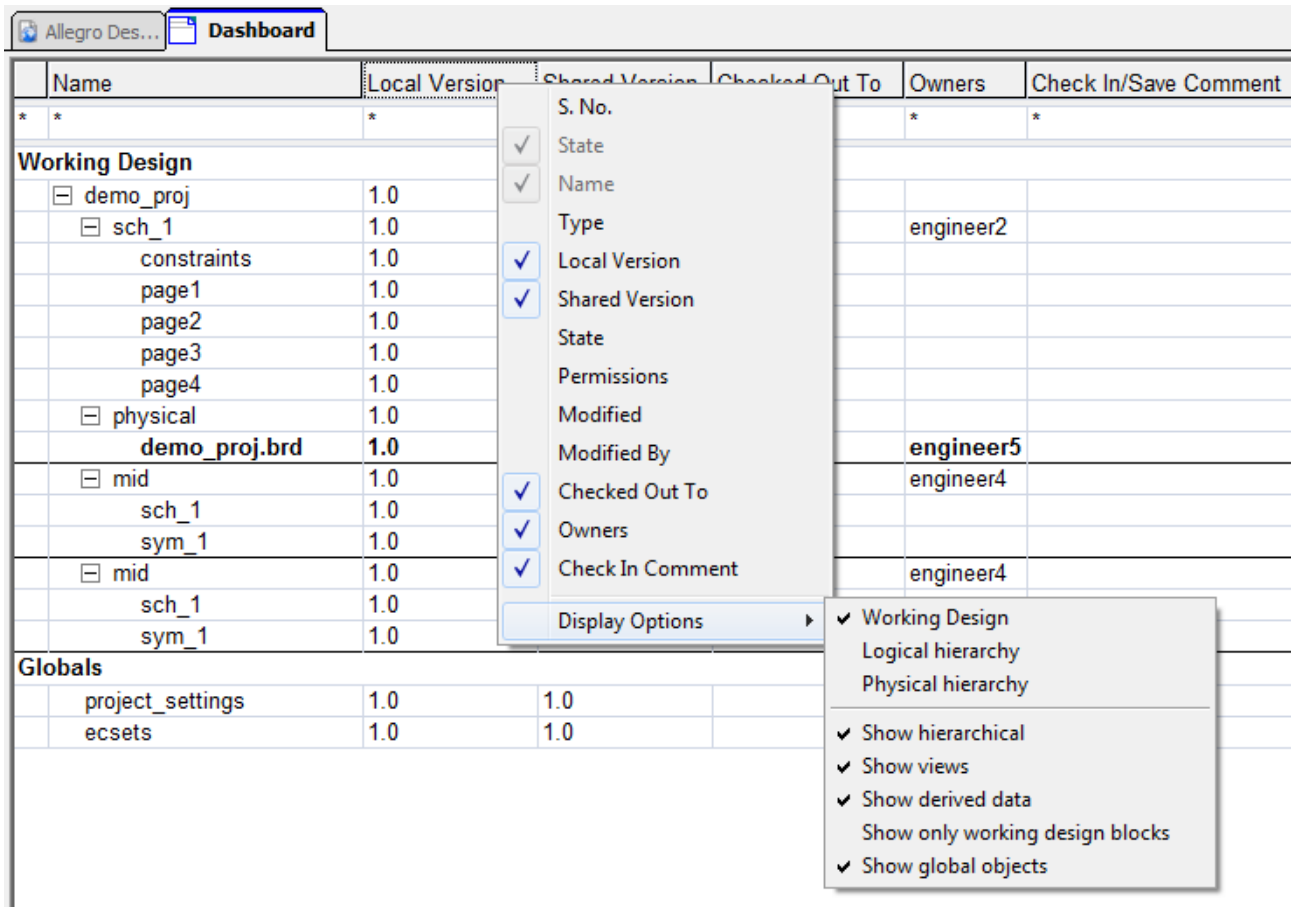 Allegro Des... Dashboard
Name Local Version Shared Version Checked Out To Owners Check In/Save Comment
* * * * *
Working Design
demo_proj 1.0
sch_1 1.0 engineer2
constraints 1.0
page1 1.0
page2 1.0
page3 1.0
page4 1.0
physical 1.0
demo_proj.brd 1.0 engineer5
mid 1.0 engineer4
sch_1 1.0
sym_1 1.0
mid 1.0 engineer4
sch_1 1.0
sym_1 1.0
Globals
project_settings 1.0 1.0
ecsets 1.0 1.0
S. No.
State
Name
Type
Local Version
Shared Version
State
Permissions
Modified
Modified By
Checked Out To
Owners
Check In Comment
Display Options
Working Design
Logical hierarchy
Physical hierarchy
Show hierarchical
Show views
Show derived data
Show only working design blocks
Show global objects